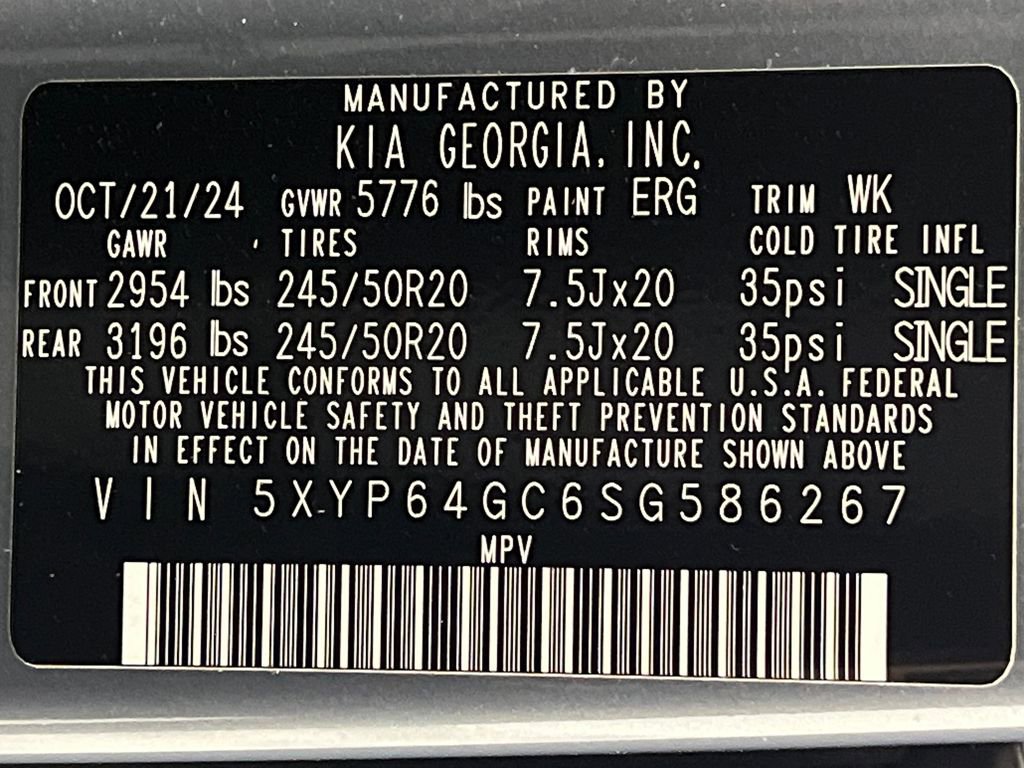 MANUFACTURED BY
KIA GEORGIA, INC.
OCT/21/24 GVWR 5776 lbs PAINT ERG TRIM WK
GAWR TIRES RIMS COLD TIRE INFL
FRONT 2954 lbs 245/50R20 7.5Jx20 35psi SINGLE
REAR 3196 lbs 245/50R20 7.5Jx20 35psi SINGLE
THIS VEHICLE CONFORMS TO ALL APPLICABLE U.S.A. FEDERAL
MOTOR VEHICLE SAFETY AND THEFT PREVENTION STANDARDS
IN EFFECT ON THE DATE OF MANUFACTURE SHOWN ABOVE
VIN 5XYP64GC6SG586267
MPV